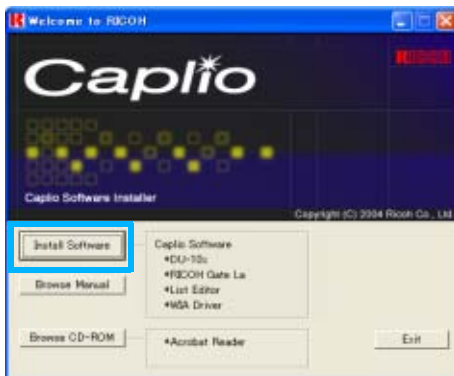 Welcome to RICOH
RICOH
Caplio
Caplio Software Installer
Copyright (C) 2004 Ricoh Co., Ltd.
Install Software
Caplio Software
*DU-10x
*RICOH Gate La
*List Editor
*WIA Driver
Browse Manual
Browse CD-ROM
*Acrobat Reader
Exit